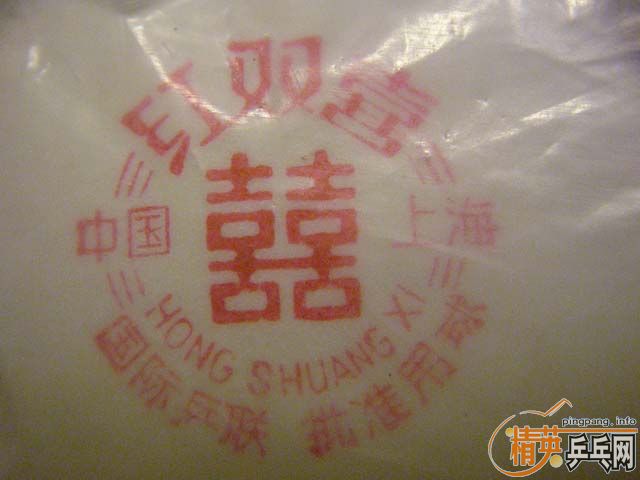 红双喜
中国
上海
囍
HONG SHUANG XI
国际乒联 批准用球
pingpang.info
精英乒乓网